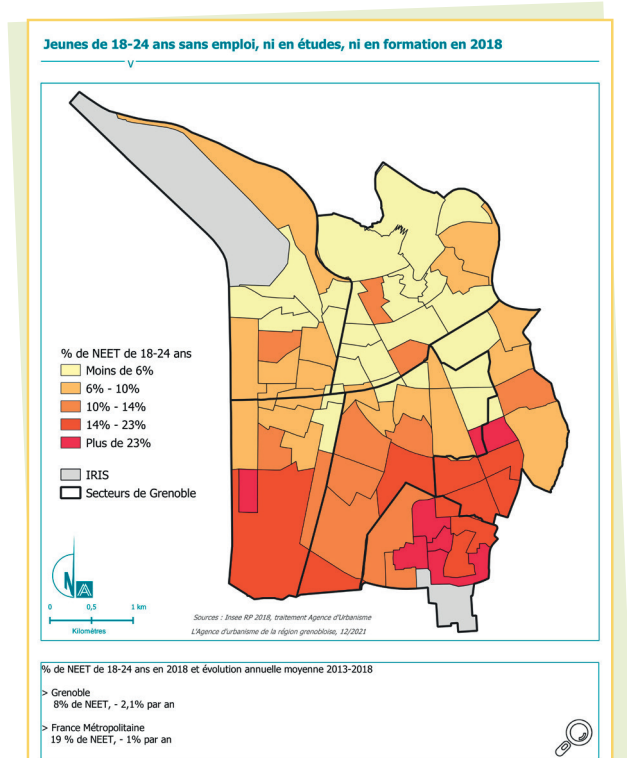 Jeunes de 18-24 ans sans emploi, ni en études, ni en formation en 2018
% de NEET de 18-24 ans
Moins de 6%
6% - 10%
10% - 14%
14% - 23%
Plus de 23%
IRIS
Secteurs de Grenoble
N
0 0,5 1 km
Kilomètres
Sources : Insee RP 2018, traitement Agence d'Urbanisme
L'Agence d'urbanisme de la région grenobloise, 12/2021
% de NEET de 18-24 ans en 2018 et évolution annuelle moyenne 2013-2018
> Grenoble
8% de NEET, - 2,1% par an
> France Métropolitaine
19 % de NEET, - 1% par an